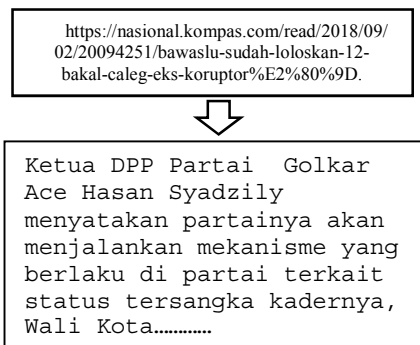 https://nasional.kompas.com/read/2018/09/
02/20094251/bawaslu-sudah-loloskan-12-
bakal-caleg-eks-koruptor%E2%80%9D.
Ketua DPP Partai Golkar
Ace Hasan Syadzily
menyatakan partainya akan
menjalankan mekanisme yang
berlaku di partai terkait
status tersangka kadernya,
Wali Kota…………